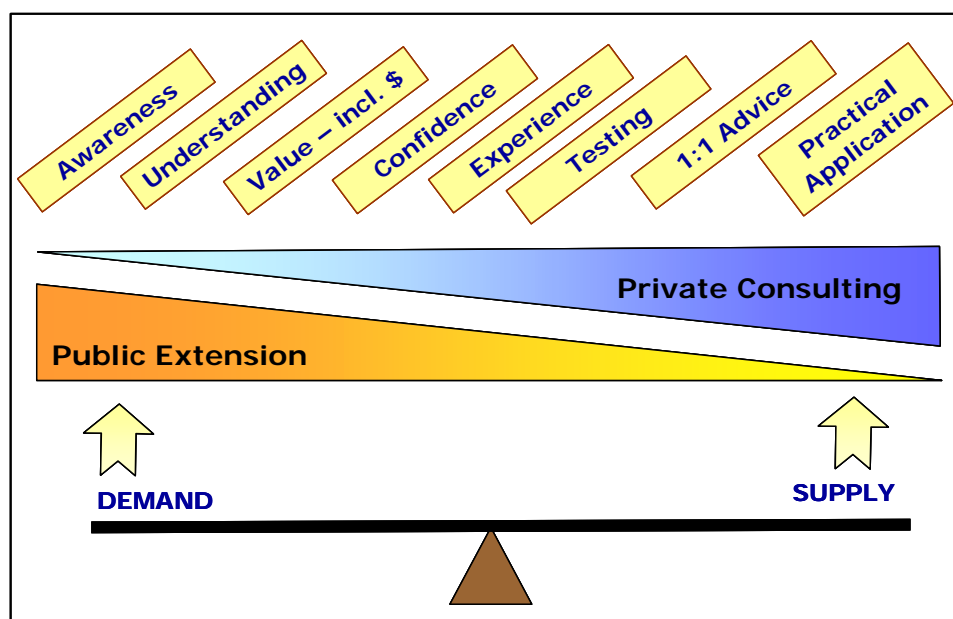 Awareness
Understanding
Value – incl. $
Confidence
Experience
Testing
1:1 Advice
Practical
Application
Private Consulting
Public Extension
DEMAND
SUPPLY